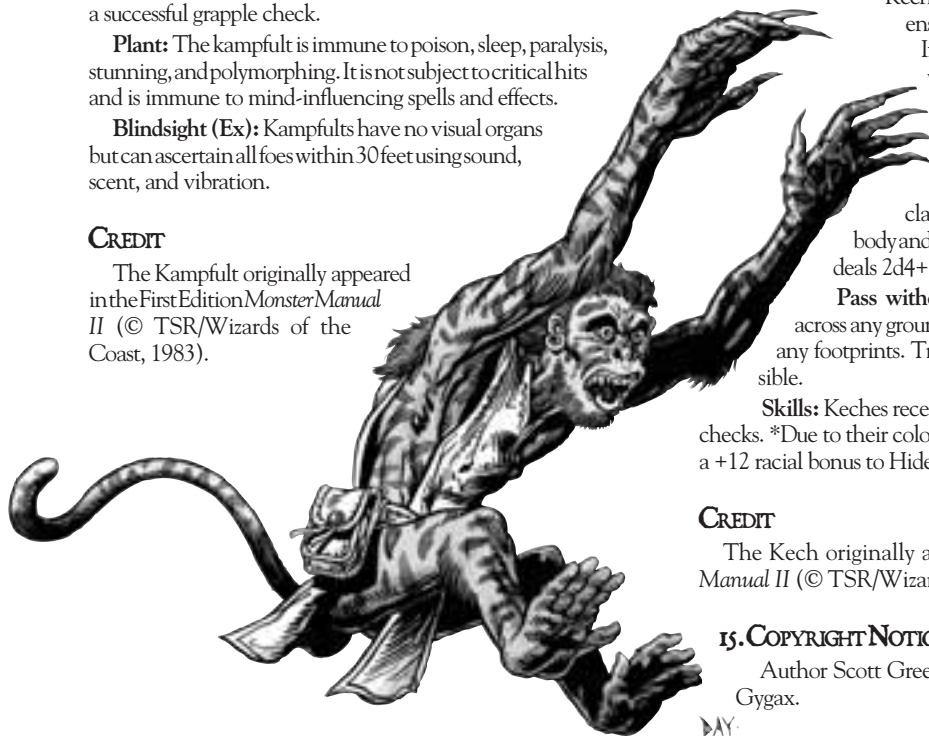 a successful grapple check.
Plant: The kampfult is immune to poison, sleep, paralysis,
stunning, and polymorphing. It is not subject to critical hits
and is immune to mind-influencing spells and effects.
Blindsight (Ex): Kampfults have no visual organs
but can ascertain all foes within 30 feet using sound,
scent, and vibration.
CREDIT
The Kampfult originally appeared
in the First Edition Monster Manual
II (© TSR/Wizards of the
Coast, 1983).
ens
cla
body and
deals 2d4+
Pass witho
across any groun
any footprints. Tr
sible.
Skills: Keches rece
checks. *Due to their colo
a +12 racial bonus to Hide
CREDIT
The Kech originally a
Manual II (© TSR/Wizar
15. COPYRIGHT NOTIC
Author Scott Gree
Gygax.
DAY